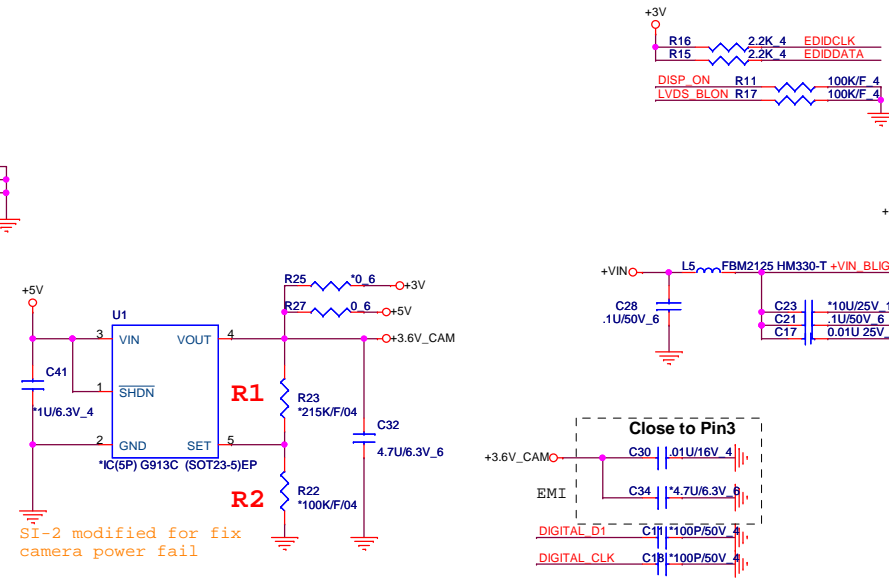 +3V
R16 2.2K_4 EDIDCLK
R15 2.2K_4 EDIDDATA
DISP_ON R11 100K/F_4
LVDS_BLON R17 100K/F_4
+
+VIN L5 FBM2125 HM330-T +VIN_BLIG
C28
.1U/50V_6
C23 *10U/25V_1
C21 .1U/50V_6
C17 0.01U 25V_
R25 *0_6 +3V
R27 0_6 +5V
+3.6V_CAM
+5V
U1
3 VIN VOUT 4
C41
1 SHDN
*1U/6.3V_4
2 GND SET 5
*IC(5P) G913C (SOT23-5)EP
R1
R23
*215K/F/04
C32
4.7U/6.3V_6
R2
R22
*100K/F/04
SI-2 modified for fix
camera power fail
Close to Pin3
+3.6V_CAM C30 .01U/16V_4
EMI C34 *4.7U/6.3V_6
DIGITAL_D1 C11 *100P/50V_4
DIGITAL_CLK C18 *100P/50V_4